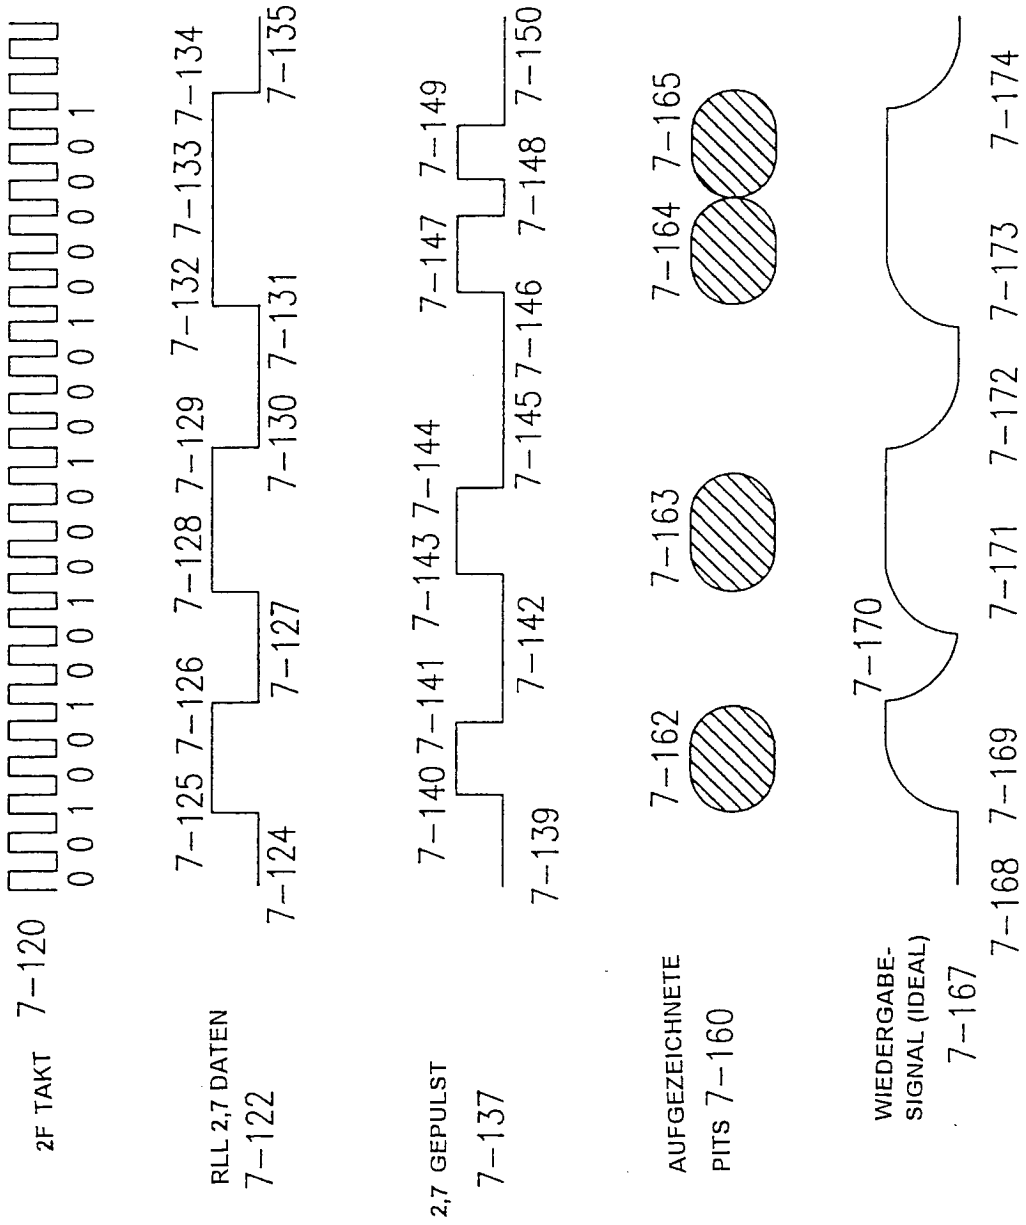 2F TAKT 7-120
0 0 1 0 0 1 0 0 1 0 0 0 1 0 0 0 1 0 0 0 0 0 1
7-125 7-126 7-128 7-129 7-132 7-133 7-134
RLL 2,7 DATEN
7-122
7-124 7-127 7-130 7-131 7-135
7-140 7-141 7-143 7-144 7-147 7-149
2,7 GEPULST
7-137
7-139 7-142 7-145 7-146 7-148 7-150
7-162 7-163 7-164 7-165
AUFGEZEICHNETE
PITS 7-160
7-170
WIEDERGABE-
SIGNAL (IDEAL)
7-167
7-168 7-169 7-171 7-172 7-173 7-174